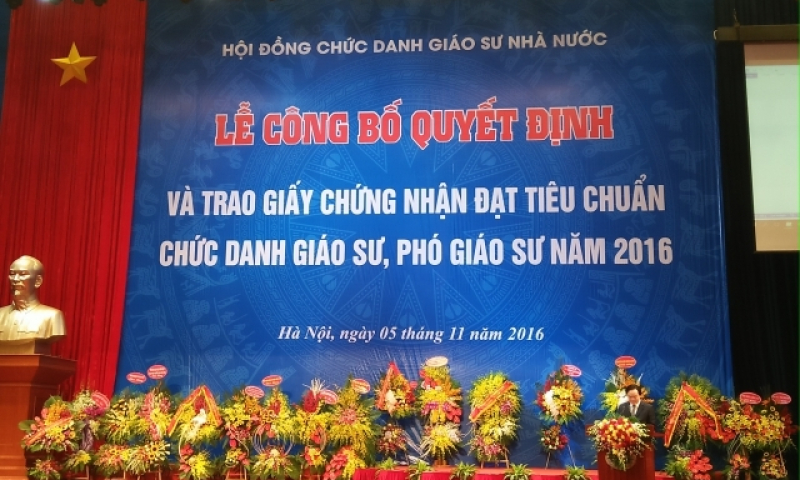 HỘI ĐỒNG CHỨC DANH GIÁO SƯ NHÀ NƯỚC
LỄ CÔNG BỐ QUYẾT ĐỊNH
VÀ TRAO GIẤY CHỨNG NHẬN ĐẠT TIÊU CHUẨN
CHỨC DANH GIÁO SƯ, PHÓ GIÁO SƯ NĂM 2016
Hà Nội, ngày 05 tháng 11 năm 2016